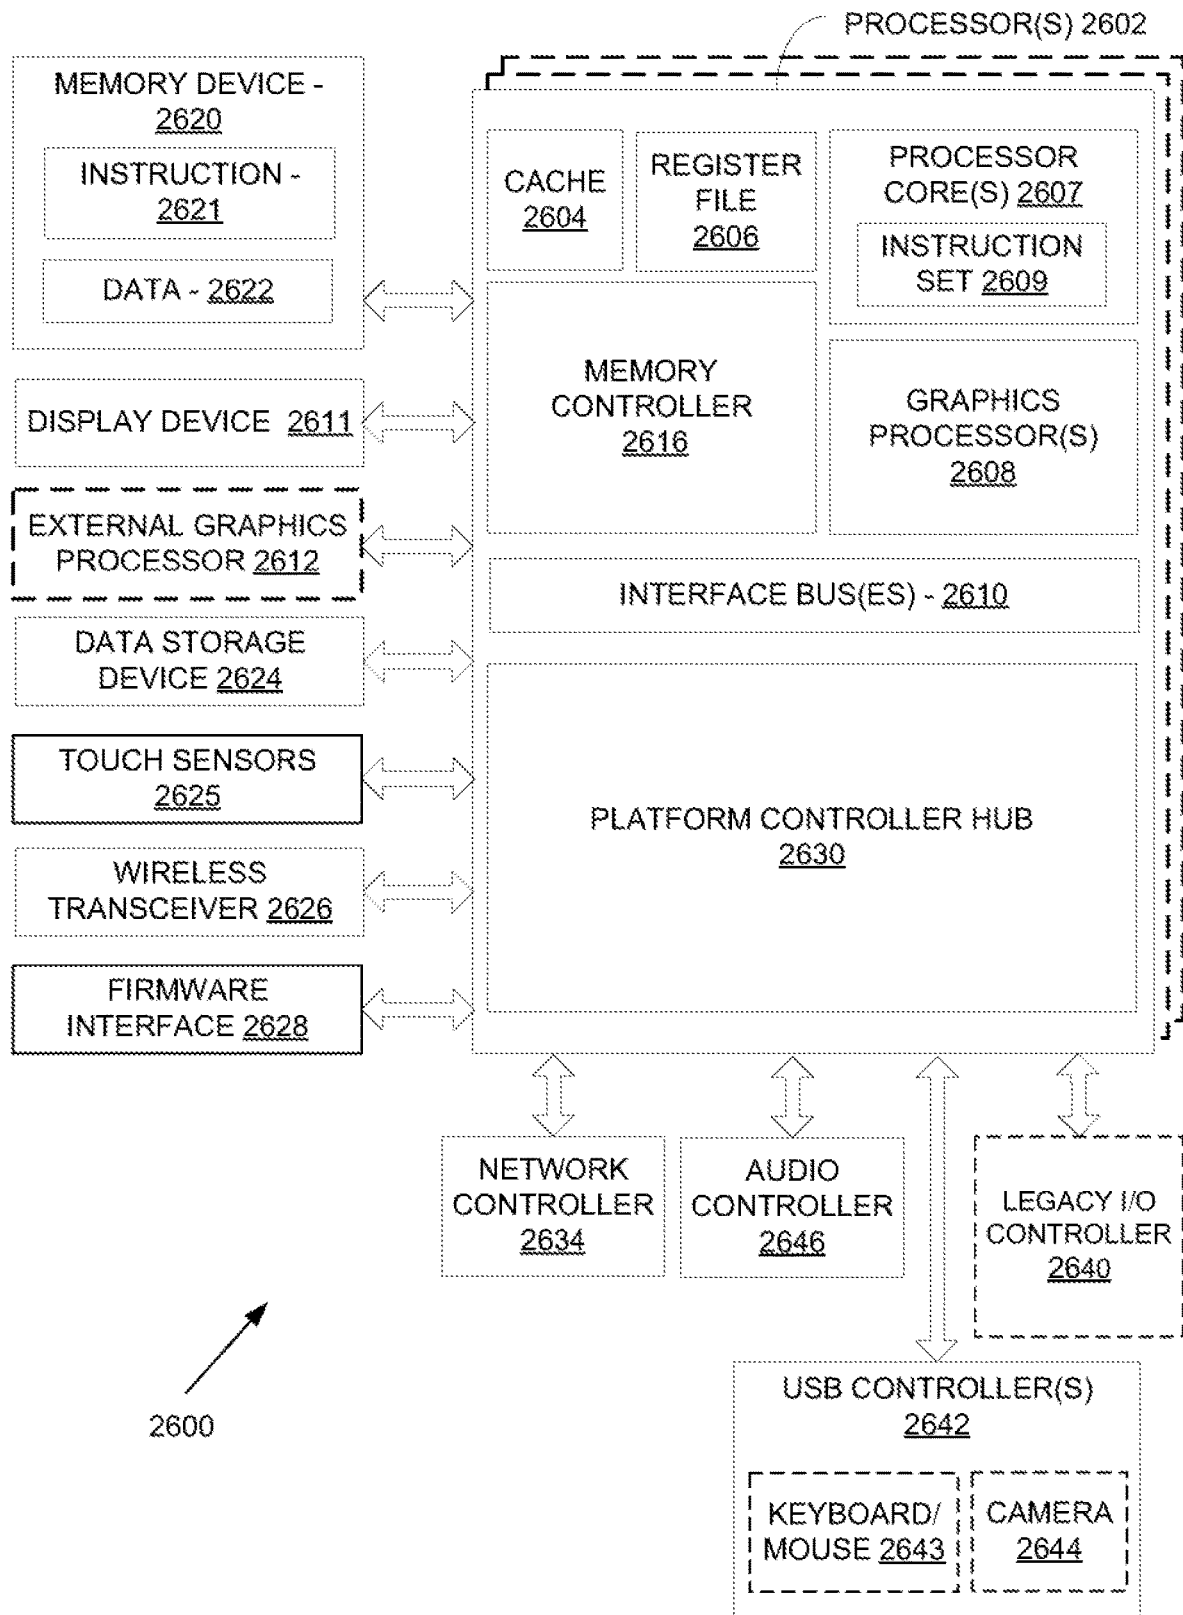 PROCESSOR(S) 2602
MEMORY DEVICE -
2620
INSTRUCTION -
2621
DATA - 2622
DISPLAY DEVICE 2611
EXTERNAL GRAPHICS
PROCESSOR 2612
DATA STORAGE
DEVICE 2624
TOUCH SENSORS
2625
WIRELESS
TRANSCEIVER 2626
FIRMWARE
INTERFACE 2628
CACHE
2604
REGISTER
FILE
2606
PROCESSOR
CORE(S) 2607
INSTRUCTION
SET 2609
MEMORY
CONTROLLER
2616
GRAPHICS
PROCESSOR(S)
2608
INTERFACE BUS(ES) - 2610
PLATFORM CONTROLLER HUB
2630
NETWORK
CONTROLLER
2634
AUDIO
CONTROLLER
2646
LEGACY I/O
CONTROLLER
2640
USB CONTROLLER(S)
2642
KEYBOARD/
MOUSE 2643
CAMERA
2644
2600